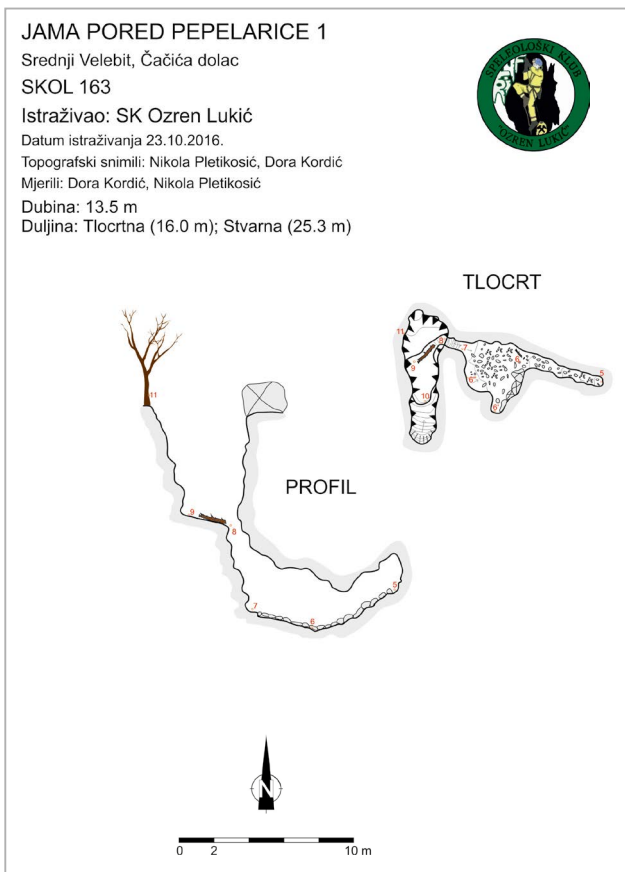 JAMA PORED PEPELARICE 1
Srednji Velebit, Čačića dolac
SKOL 163
Istraživao: SK Ozren Lukić
Datum istraživanja 23.10.2016.
Topografski snimili: Nikola Pletikosić, Dora Kordić
Mjerili: Dora Kordić, Nikola Pletikosić
Dubina: 13.5 m
Duljina: Tlocrtna (16.0 m); Stvarna (25.3 m)
SPELEOLOŠKI KLUB
"OZREN LUKIĆ"
TLOCRT
11
8
7
9
6
5
6
10
6
11
PROFIL
9
8
5
7
6
N
0 2 10 m